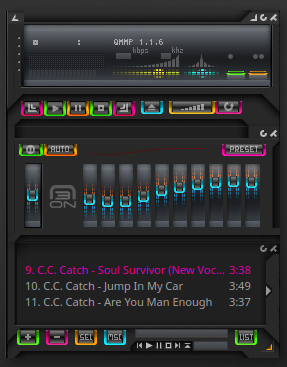 QMMP 1.1.6
kbps khz
AUTO PRESET
ON
9. C.C. Catch - Soul Survivor (New Voc... 3:38
10. C.C. Catch - Jump In My Car 3:49
11. C.C. Catch - Are You Man Enough 3:37
SEL MSC LIST